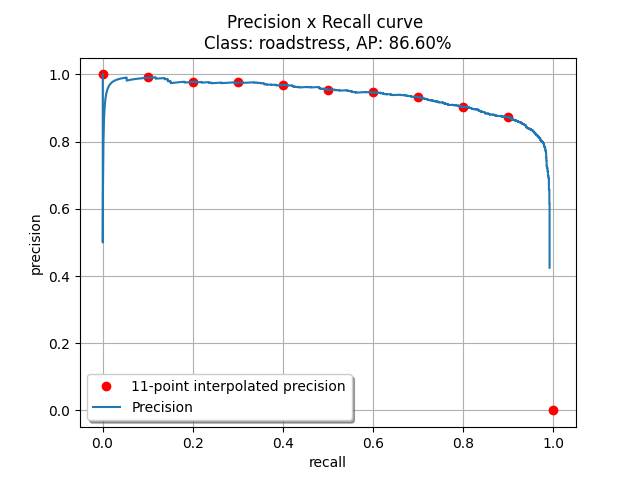 Precision x Recall curve
Class: roadstress, AP: 86.60%
1.0
0.8
0.6
0.4
0.2
0.0
precision
11-point interpolated precision
Precision
0.0 0.2 0.4 0.6 0.8 1.0
recall